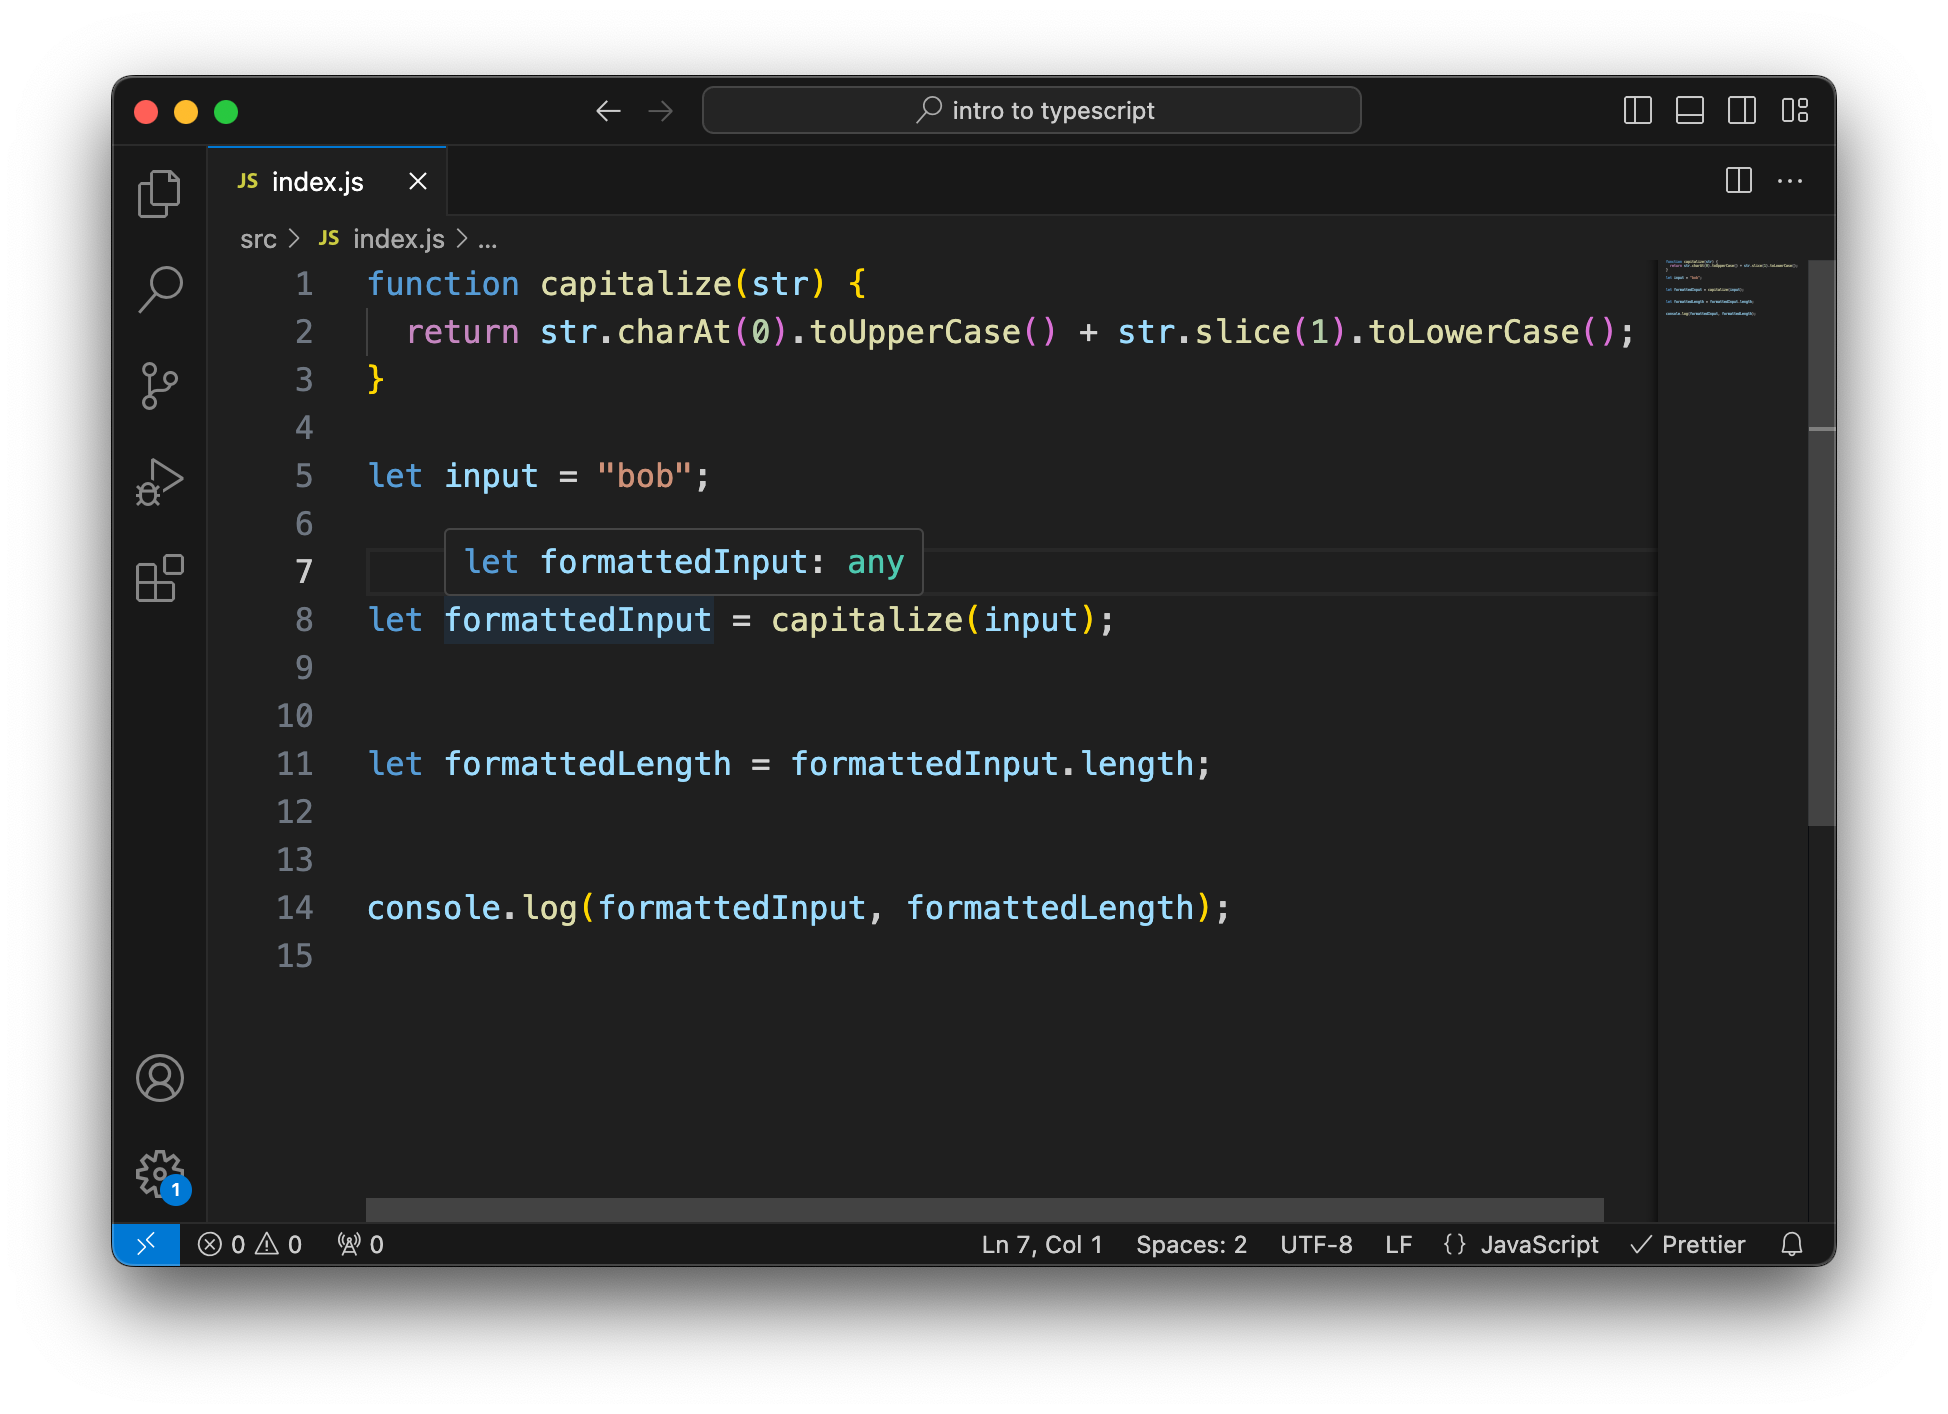 intro to typescript
JS index.js
src > JS index.js > ...
1 function capitalize(str) {
2 return str.charAt(0).toUpperCase() + str.slice(1).toLowerCase();
3 }
4
5 let input = "bob";
6
let formattedInput: any
7
8 let formattedInput = capitalize(input);
9
10
11 let formattedLength = formattedInput.length;
12
13
14 console.log(formattedInput, formattedLength);
15
1
0 0 0 Ln 7, Col 1 Spaces: 2 UTF-8 LF {} JavaScript Prettier